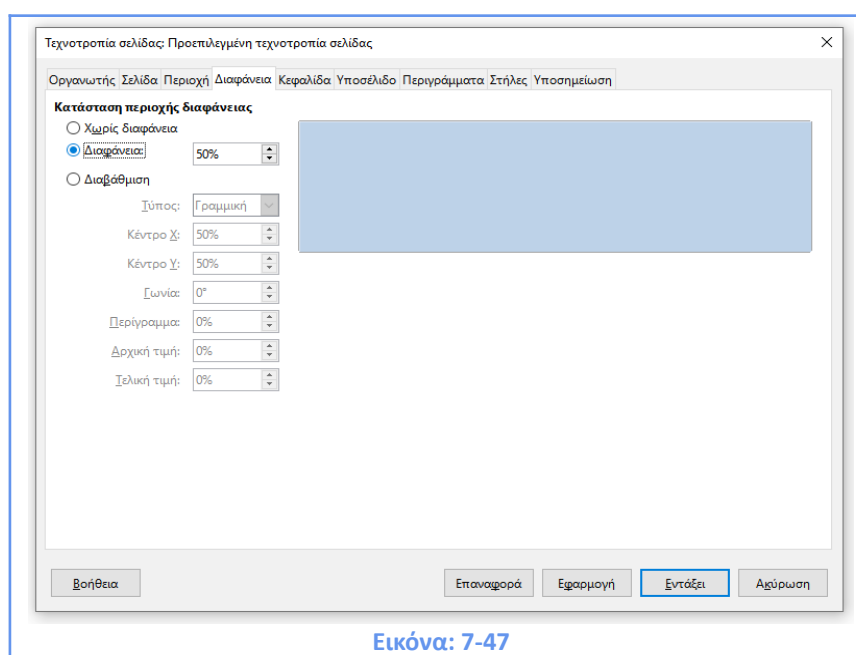 Τεχνοτροπία σελίδας: Προεπιλεγμένη τεχνοτροπία σελίδας
Οργανωτής Σελίδα Περιοχή Διαφάνεια Κεφαλίδα Υποσέλιδο Περιγράμματα Στήλες Υποσημείωση
Κατάσταση περιοχής διαφάνειας
Χωρίς διαφάνεια
Διαφάνεια: 50%
Διαβάθμιση
Τύπος: Γραμμική
Κέντρο X: 50%
Κέντρο Y: 50%
Γωνία: 0°
Περίγραμμα: 0%
Αρχική τιμή: 0%
Τελική τιμή: 0%
Βοήθεια Επαναφορά Εφαρμογή Εντάξει Ακύρωση
Εικόνα: 7-47